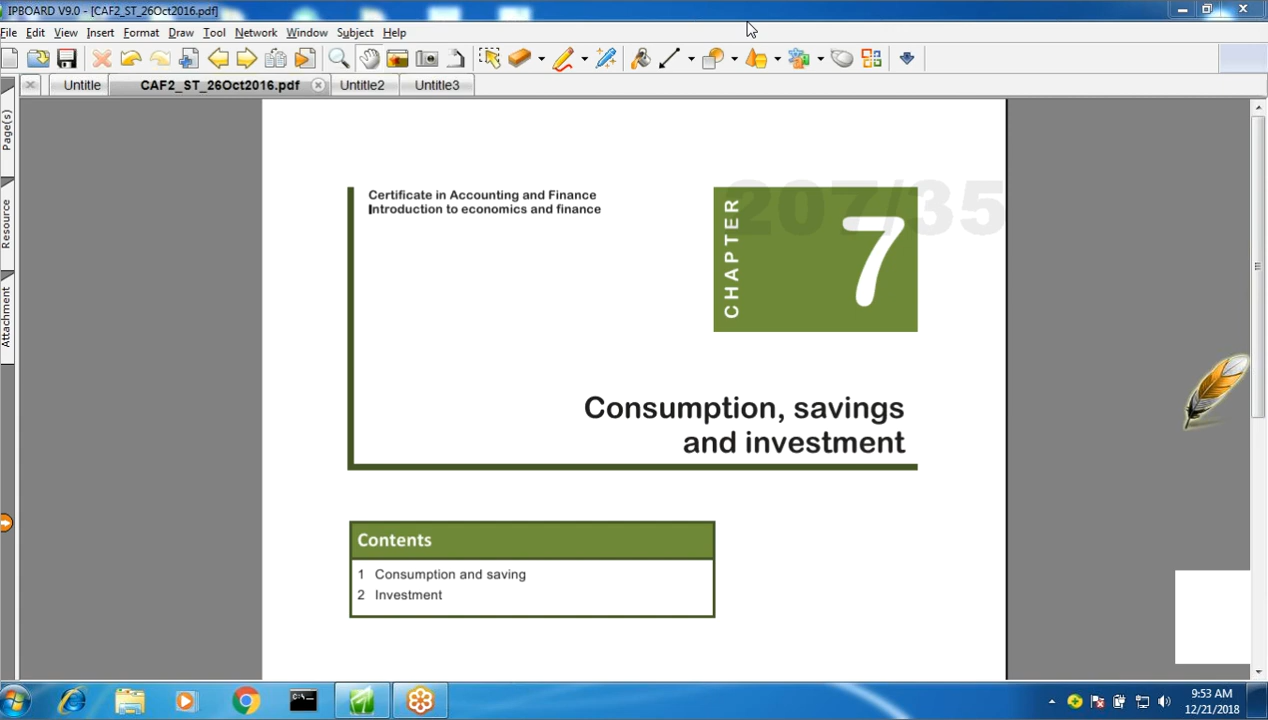 IPBOARD V9.0 - [CAF2_ST_26Oct2016.pdf]
File Edit View Insert Format Draw Tool Network Window Subject Help
Untitle CAF2_ST_26Oct2016.pdf Untitle2 Untitle3
Page(s)
Resource
Attachment
Certificate in Accounting and Finance
Introduction to economics and finance
207/35
CHAPTER
7
Consumption, savings
and investment
Contents
1 Consumption and saving
2 Investment
9:53 AM
12/21/2018